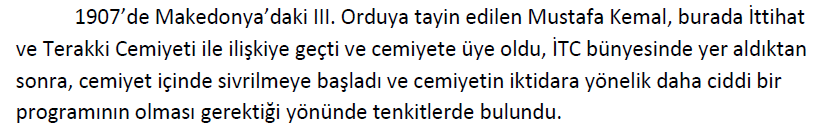 1907’de Makedonya’daki III. Orduya tayin edilen Mustafa Kemal, burada İttihat
ve Terakki Cemiyeti ile ilişkiye geçti ve cemiyete üye oldu, İTC bünyesinde yer aldıktan
sonra, cemiyet içinde sivrilmeye başladı ve cemiyetin iktidara yönelik daha ciddi bir
programının olması gerektiği yönünde tenkitlerde bulundu.